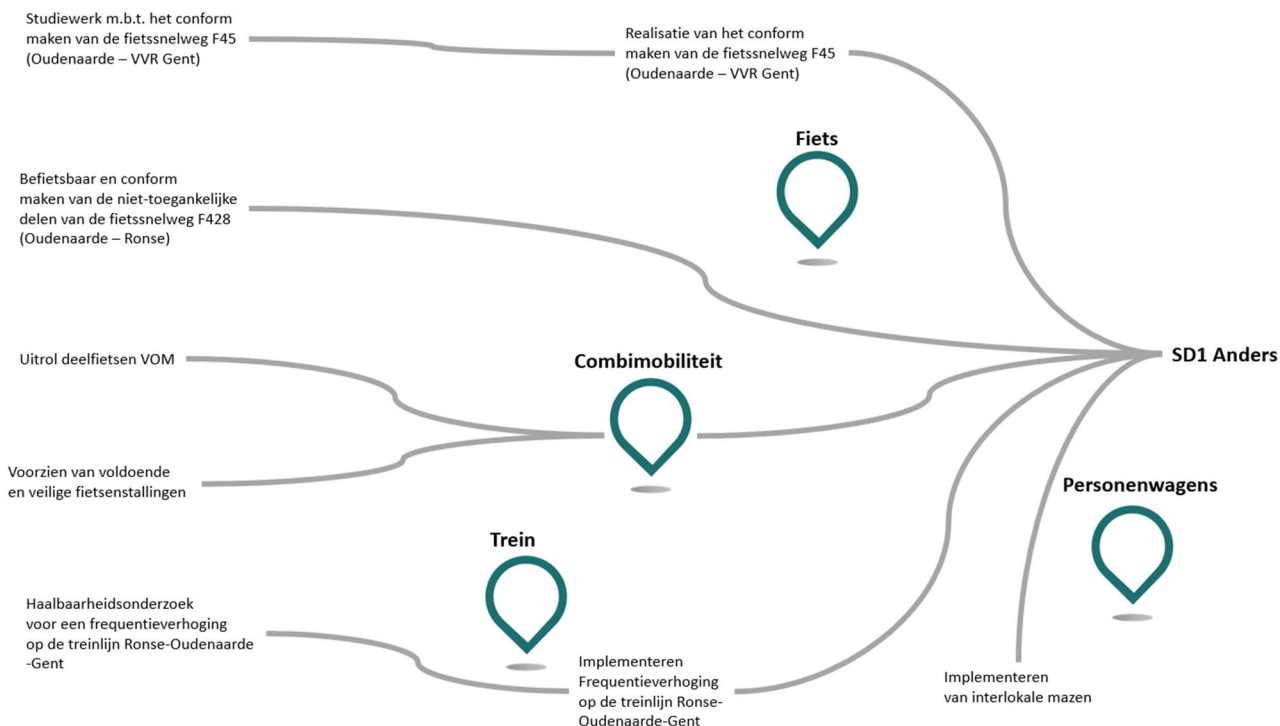 Studiewerk m.b.t. het conform
maken van de fietssnelweg F45
(Oudenaarde – VVR Gent)
Realisatie van het conform
maken van de fietssnelweg F45
(Oudenaarde – VVR Gent)
Fiets
Befietsbaar en conform
maken van de niet-toegankelijke
delen van de fietssnelweg F428
(Oudenaarde – Ronse)
Uitrol deelfietsen VOM
Combimobiliteit
SD1 Anders
Voorzien van voldoende
en veilige fietsenstallingen
Personenwagens
Trein
Haalbaarheidsonderzoek
voor een frequentieverhoging
op de treinlijn Ronse-Oudenaarde
-Gent
Implementeren
Frequentieverhoging
op de treinlijn Ronse-
Oudenaarde-Gent
Implementeren
van interlokale mazen